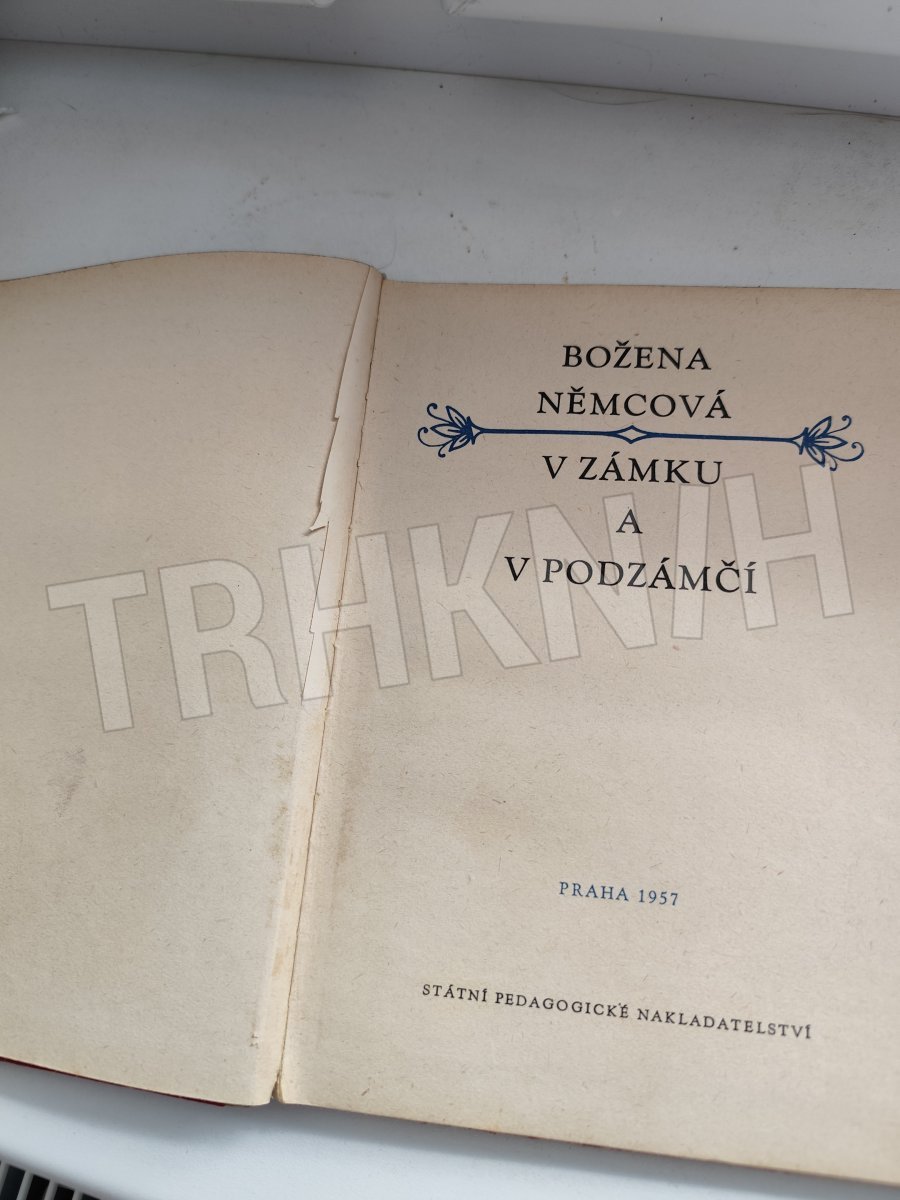 BOŽENA
NĚMCOVÁ
V ZÁMKU
A
V PODZÁMČÍ
TRHKNIH
PRAHA 1957
STÁTNÍ PEDAGOGICKÉ NAKLADATELSTVÍ